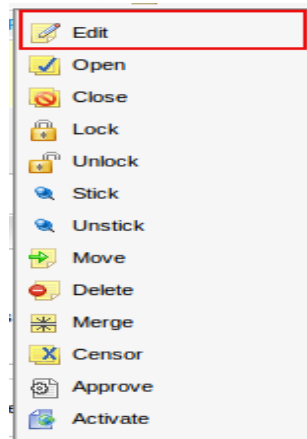 Edit
Open
Close
Lock
Unlock
Stick
Unstick
Move
Delete
Merge
Censor
Approve
Activate